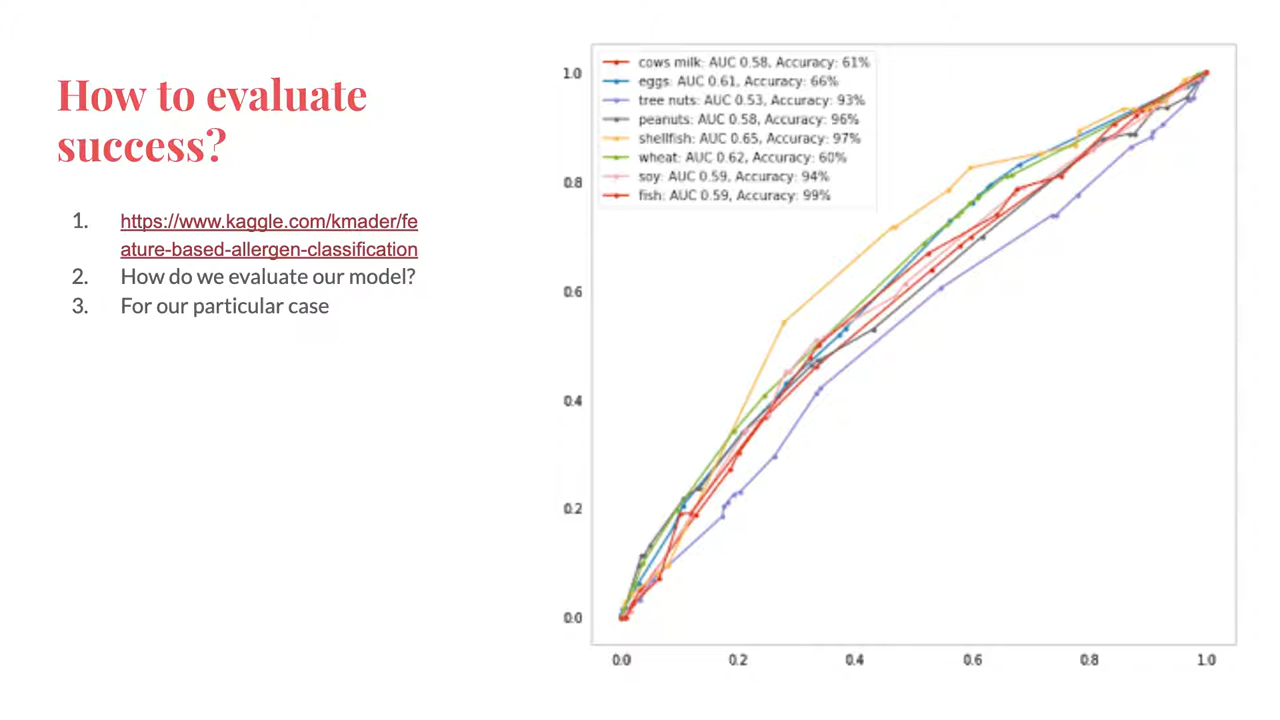 How to evaluate
success?
1. https://www.kaggle.com/kmader/fe
ature-based-allergen-classification
2. How do we evaluate our model?
3. For our particular case
cows milk: AUC 0.58, Accuracy: 61%
eggs: AUC 0.61, Accuracy: 66%
tree nuts: AUC 0.53, Accuracy: 93%
peanuts: AUC 0.58, Accuracy: 96%
shellfish: AUC 0.65, Accuracy: 97%
wheat: AUC 0.62, Accuracy: 60%
soy: AUC 0.59, Accuracy: 94%
fish: AUC 0.59, Accuracy: 99%
1.0
0.8
0.6
0.4
0.2
0.0
0.0 0.2 0.4 0.6 0.8 1.0